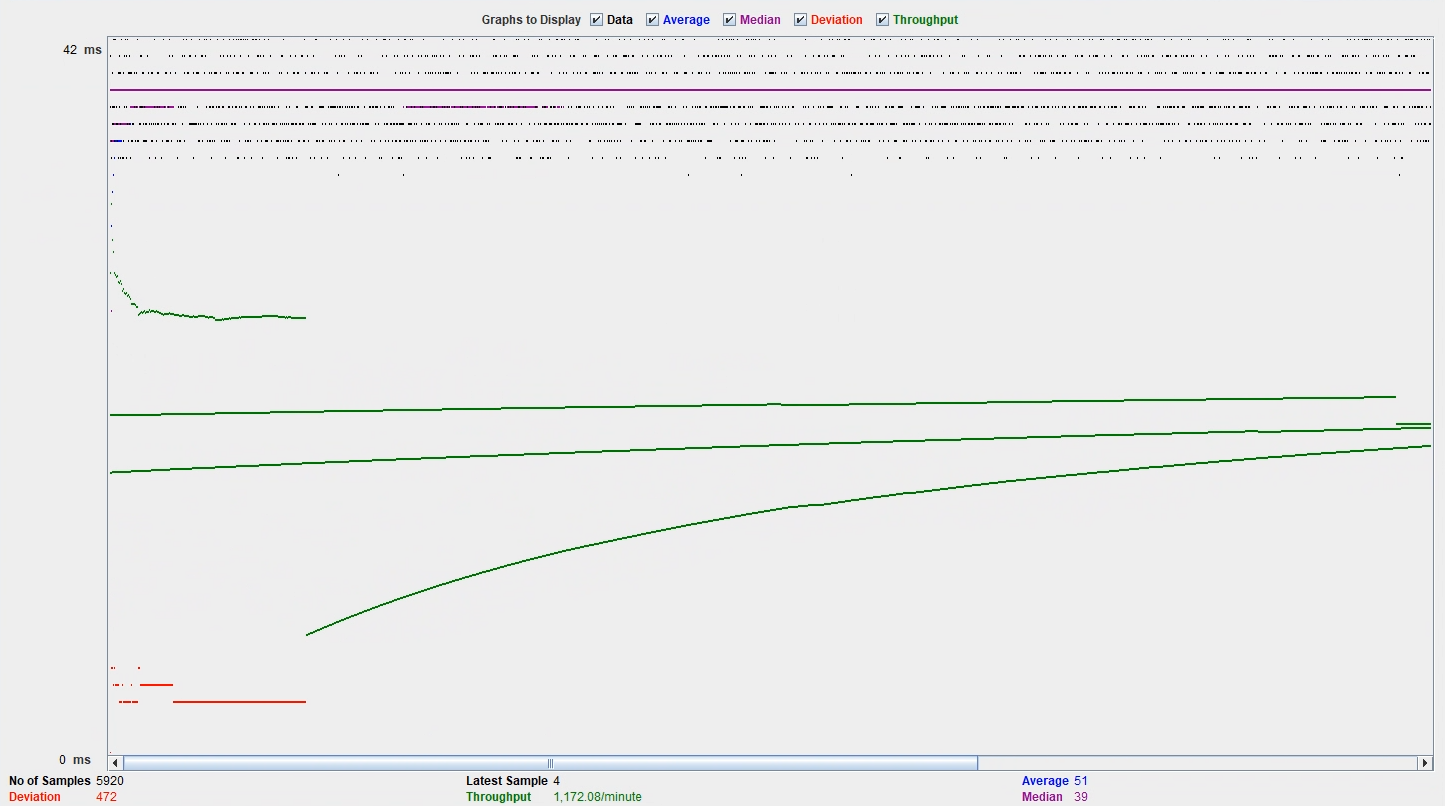 Graphs to Display Data Average Median Deviation Throughput
42 ms
0 ms
No of Samples 5920 Latest Sample 4 Average 51
Deviation 472 Throughput 1,172.08/minute Median 39